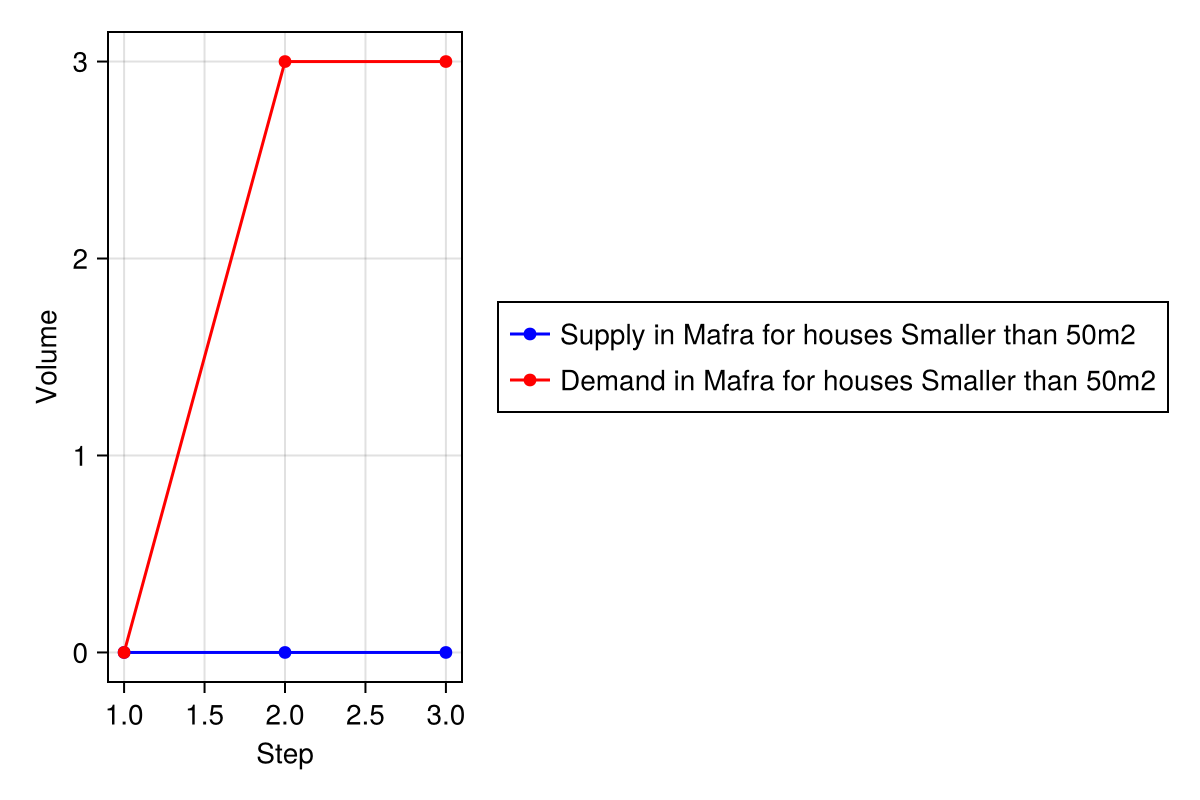 3
2
1
0
Volume
1.0 1.5 2.0 2.5 3.0
Step
Supply in Mafra for houses Smaller than 50m2
Demand in Mafra for houses Smaller than 50m2